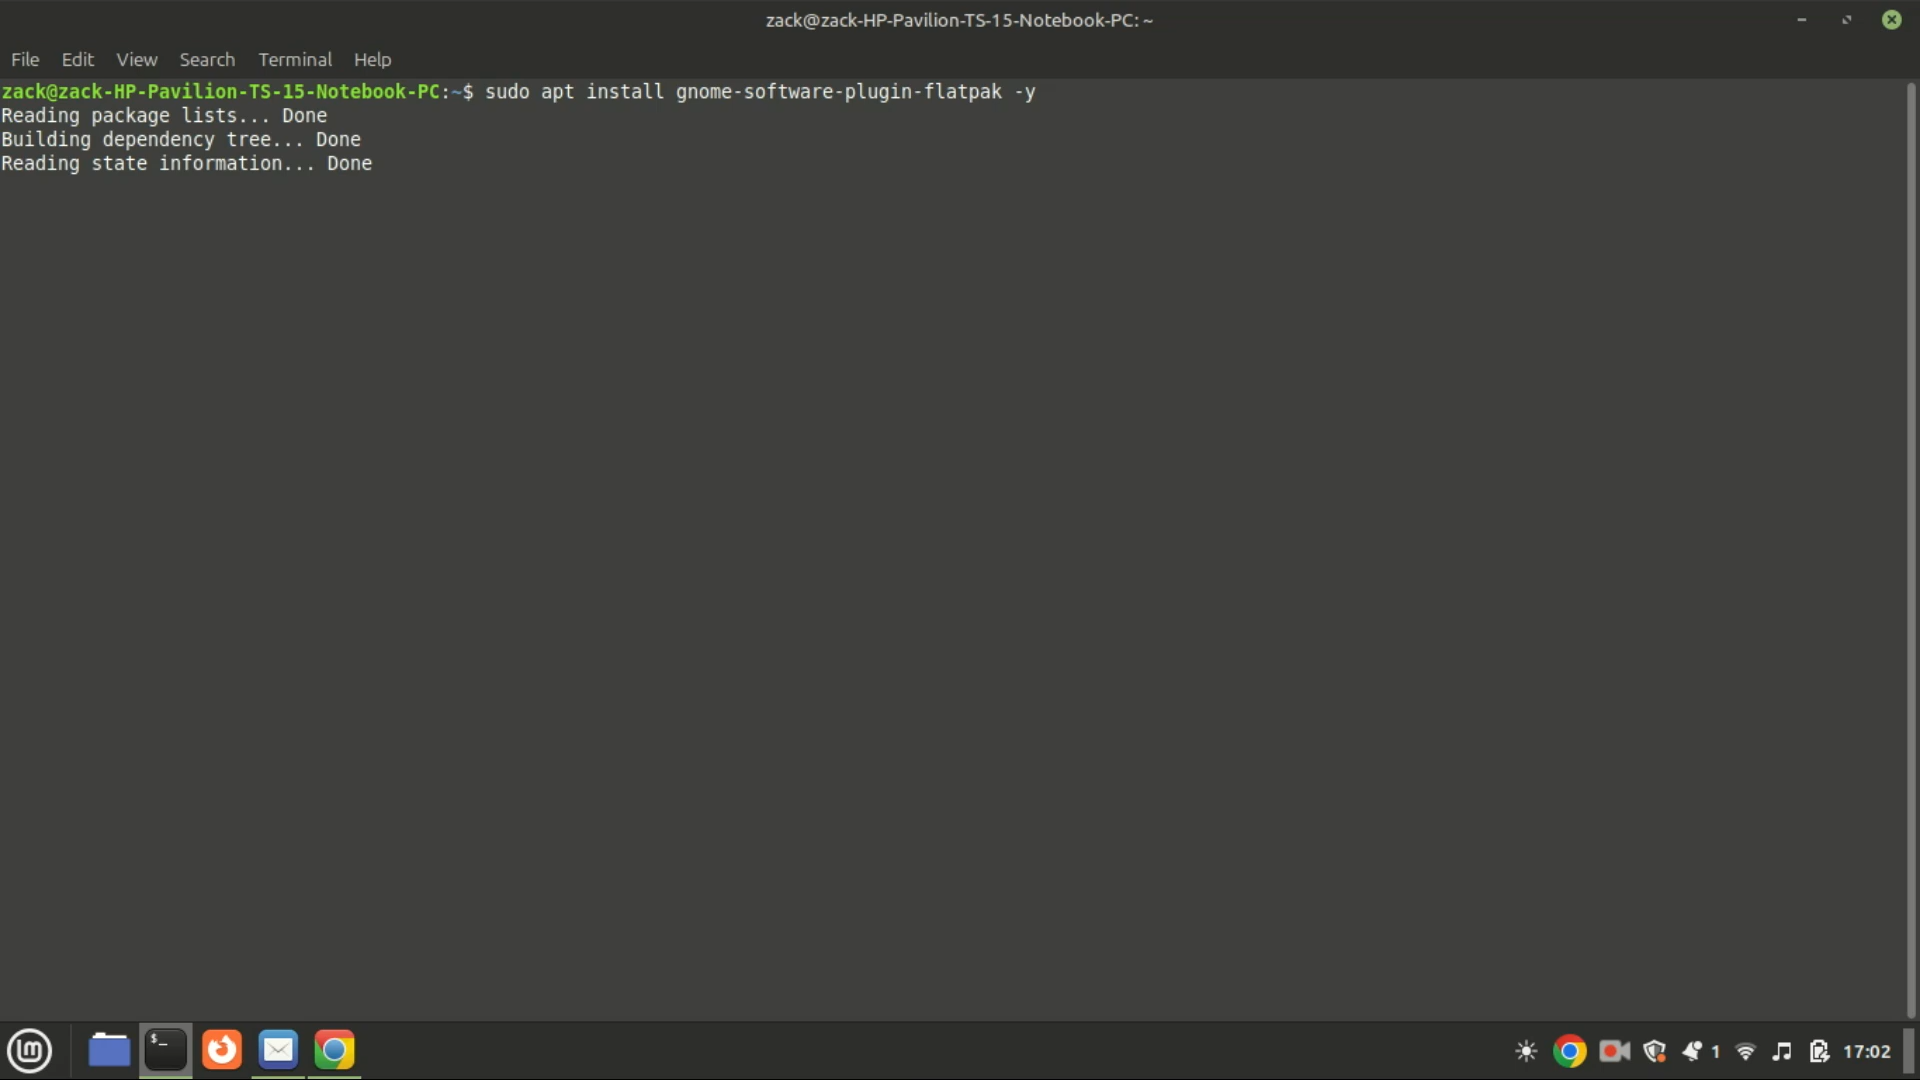 zack@zack-HP-Pavilion-TS-15-Notebook-PC: ~
File Edit View Search Terminal Help
zack@zack-HP-Pavilion-TS-15-Notebook-PC:~$ sudo apt install gnome-software-plugin-flatpak -y
Reading package lists... Done
Building dependency tree... Done
Reading state information... Done
$_
1 17:02